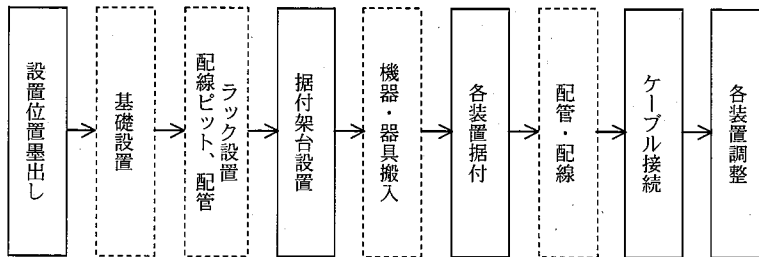 設置位置墨出し
基礎設置
ラック設置
配線ピット、配管
据付架台設置
機器・器具搬入
各装置据付
配管・配線
ケーブル接続
各装置調整